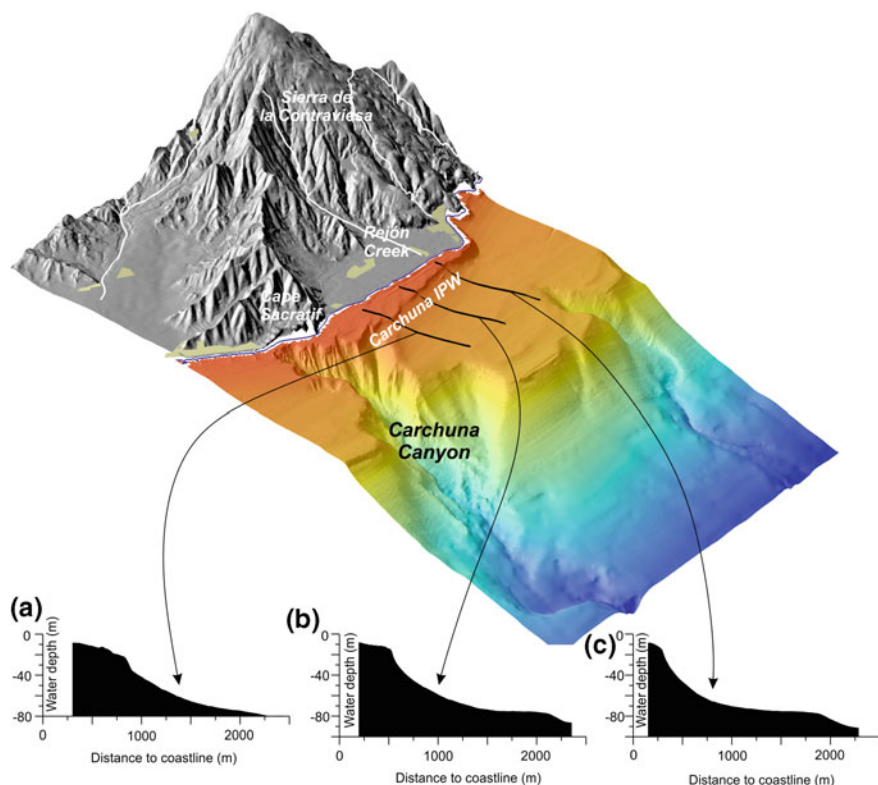 Sierra de
la Contraviesa
Rejón
Creek
Cape
Sacratif
Carchuna IPW
Carchuna
Canyon
(a)
0
-40
-80
Water depth (m)
0
1000
2000
Distance to coastline (m)
(b)
0
-40
-80
Water depth (m)
0
1000
2000
Distance to coastline (m)
(c)
0
-40
-80
Water depth (m)
0
1000
2000
Distance to coastline (m)